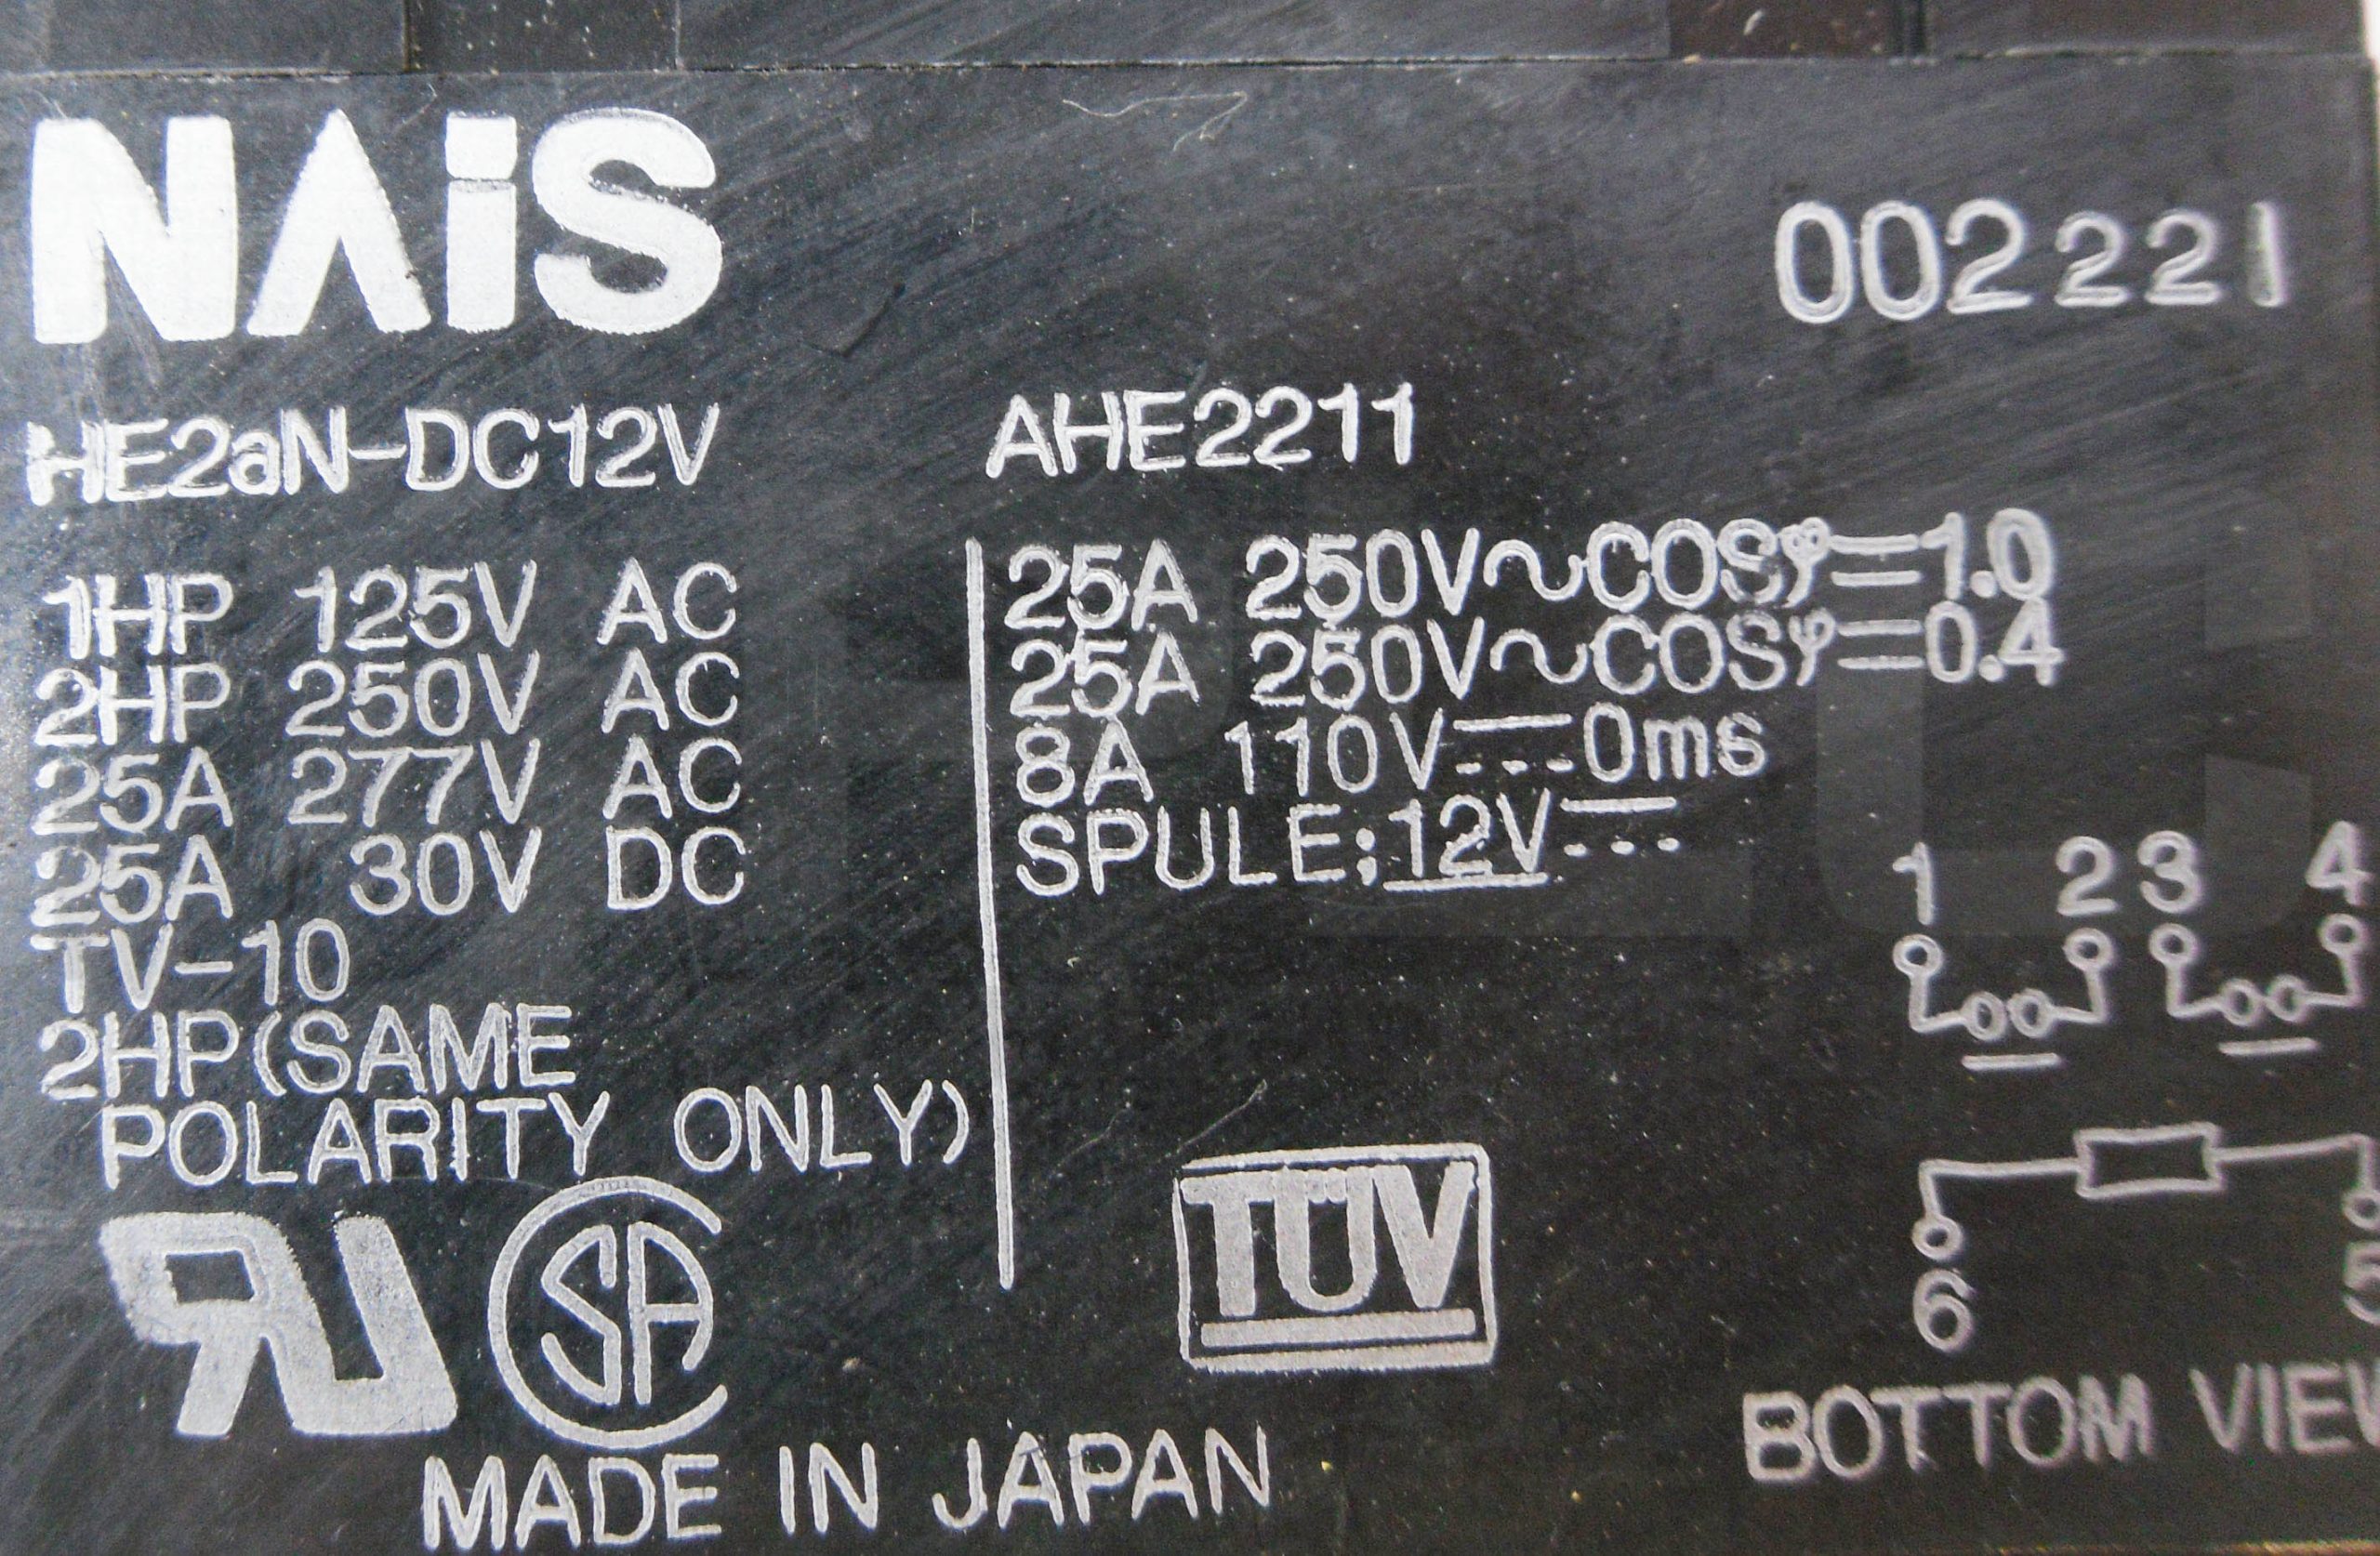 NAiS
002221
HE2aN-DC12V
AHE2211
1HP 125V AC
2HP 250V AC
25A 277V AC
25A 30V DC
TV-10
2HP(SAME
POLARITY ONLY)
25A 250V∿COSφ=1.0
25A 250V∿COSφ=0.4
8A 110V⎓0ms
SPULE;12V⎓
1 2 3 4
6 5
RU
CSA
TÜV
BOTTOM VIEW
MADE IN JAPAN